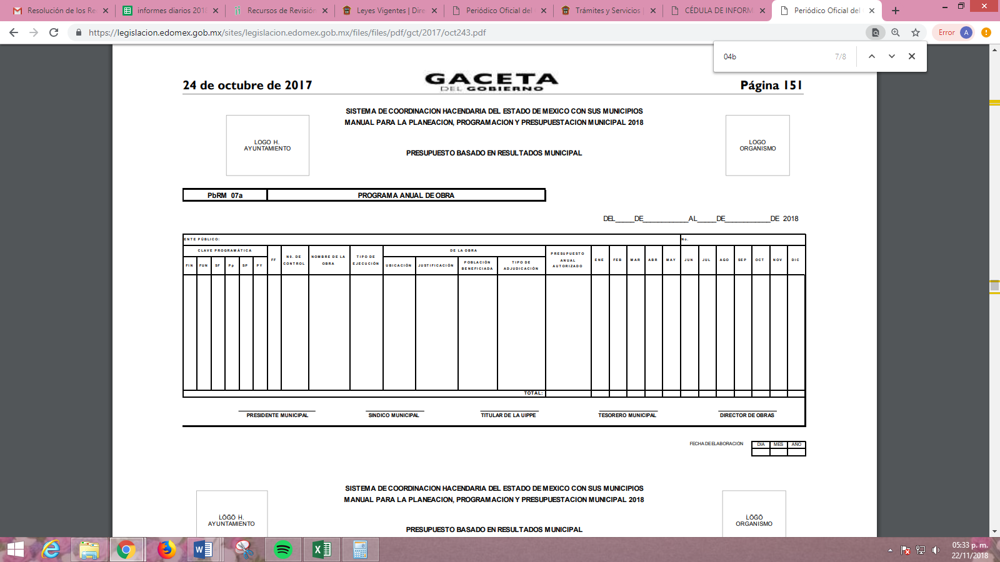 Resolución de los Re
informes diarios 2018
Recursos de Revisión
Leyes Vigentes | Dire
Periódico Oficial del
Trámites y Servicios
CÉDULA DE INFORM
Periódico Oficial del
https://legislacion.edomex.gob.mx/sites/legislacion.edomex.gob.mx/files/files/pdf/gct/2017/oct243.pdf
Error A
04b 7/8
24 de octubre de 2017
GACETA
DEL GOBIERNO
Página 151
SISTEMA DE COORDINACION HACENDARIA DEL ESTADO DE MEXICO CON SUS MUNICIPIOS
MANUAL PARA LA PLANEACION, PROGRAMACION Y PRESUPUESTACION MUNICIPAL 2018
LOGO H.
AYUNTAMIENTO
LOGO
ORGANISMO
PRESUPUESTO BASADO EN RESULTADOS MUNICIPAL
PbRM 07a PROGRAMA ANUAL DE OBRA
DEL_____DE____________AL_____DE____________DE 2018
ENTE PÚBLICO: No.
CLAVE PROGRAMÁTICA
FIN FUN SF Pp SP PY
FF
N0. DE
CONTROL
NOMBRE DE LA
OBRA
TIPO DE
EJECUCIÓN
DE LA OBRA
UBICACIÓN
JUSTIFICACIÓN
POBLACIÓN
BENEFICIADA
TIPO DE
ADJUDICACIÓN
PRESUPUESTO
ANUAL
AUTORIZADO
ENE FEB MAR ABR MAY JUN JUL AGO SEP OCT NOV DIC
TOTAL:
PRESIDENTE MUNICIPAL
SINDICO MUNICIPAL
TITULAR DE LA UIPPE
TESORERO MUNICIPAL
DIRECTOR DE OBRAS
FECHA DE ELABORACION DIA MES AÑO
SISTEMA DE COORDINACION HACENDARIA DEL ESTADO DE MEXICO CON SUS MUNICIPIOS
MANUAL PARA LA PLANEACION, PROGRAMACION Y PRESUPUESTACION MUNICIPAL 2018
LOGO H.
AYUNTAMIENTO
LOGO
ORGANISMO
PRESUPUESTO BASADO EN RESULTADOS MUNICIPAL
05:33 p. m.
22/11/2018